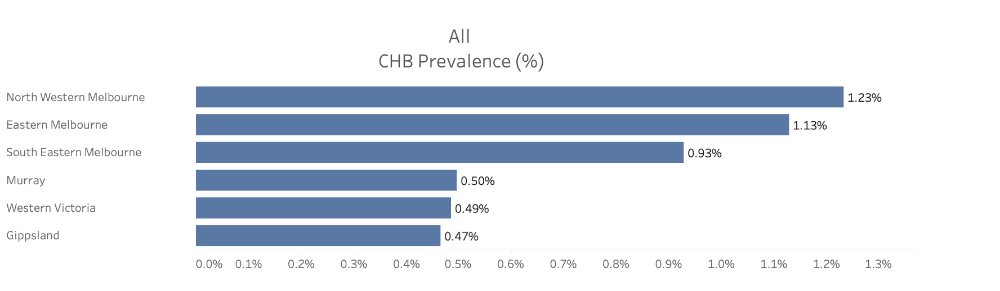 All
CHB Prevalence (%)
North Western Melbourne 1.23%
Eastern Melbourne 1.13%
South Eastern Melbourne 0.93%
Murray 0.50%
Western Victoria 0.49%
Gippsland 0.47%
0.0% 0.1% 0.2% 0.3% 0.4% 0.5% 0.6% 0.7% 0.8% 0.9% 1.0% 1.1% 1.2% 1.3%